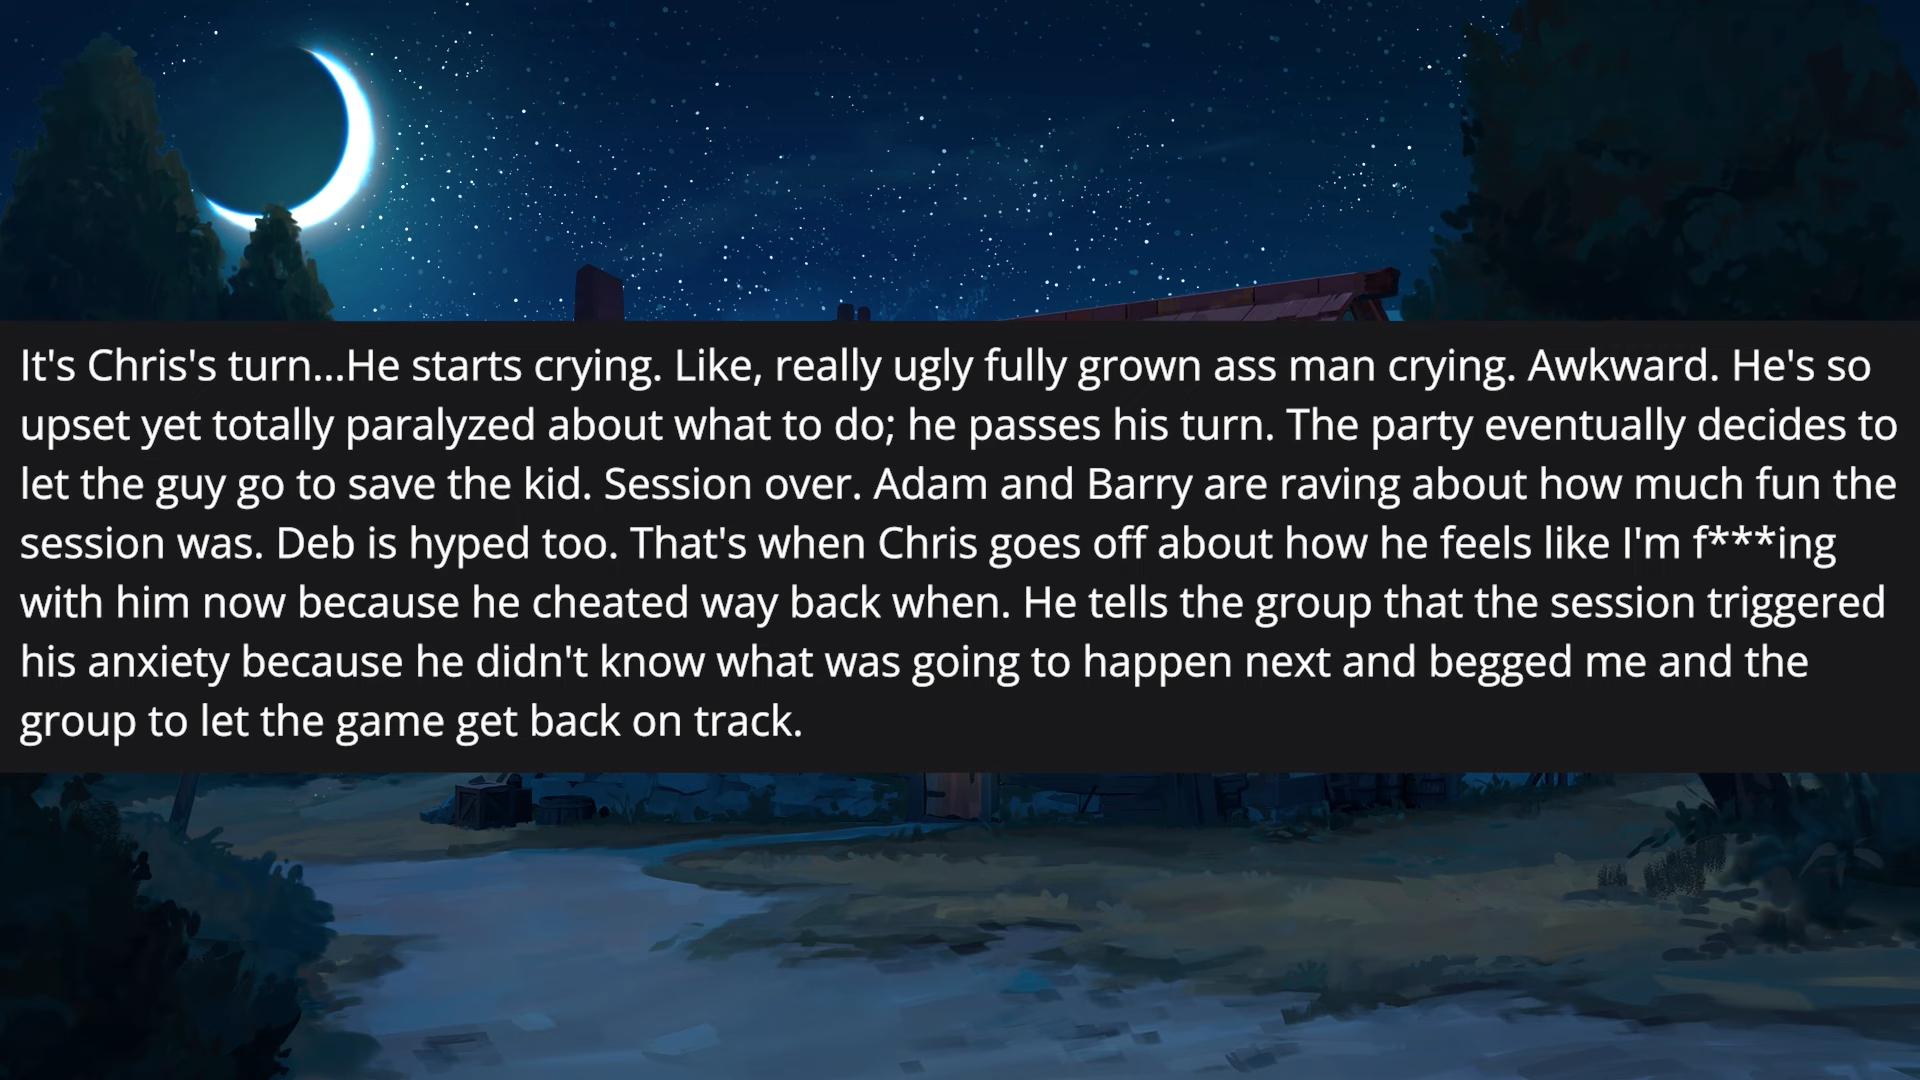 It's Chris's turn...He starts crying. Like, really ugly fully grown ass man crying. Awkward. He's so
upset yet totally paralyzed about what to do; he passes his turn. The party eventually decides to
let the guy go to save the kid. Session over. Adam and Barry are raving about how much fun the
session was. Deb is hyped too. That's when Chris goes off about how he feels like I'm f***ing
with him now because he cheated way back when. He tells the group that the session triggered
his anxiety because he didn't know what was going to happen next and begged me and the
group to let the game get back on track.